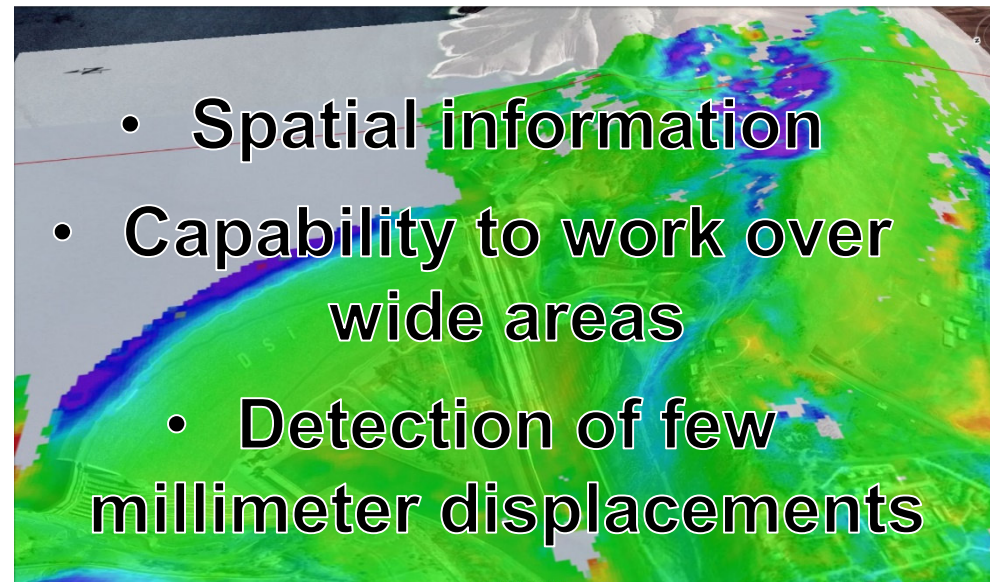 • Spatial information
• Capability to work over
wide areas
• Detection of few
millimeter displacements